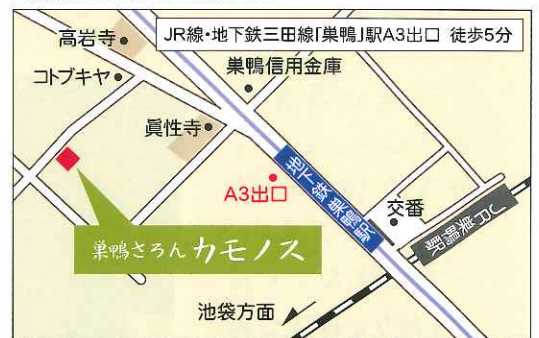 JR線・地下鉄三田線「巣鴨」駅A3出口 徒歩5分
高岩寺
巣鴨信用金庫
コトブキヤ
眞性寺
A3出口
地下鉄 巣鴨駅
交番
JR巣鴨駅
巣鴨さろん カモノス
池袋方面